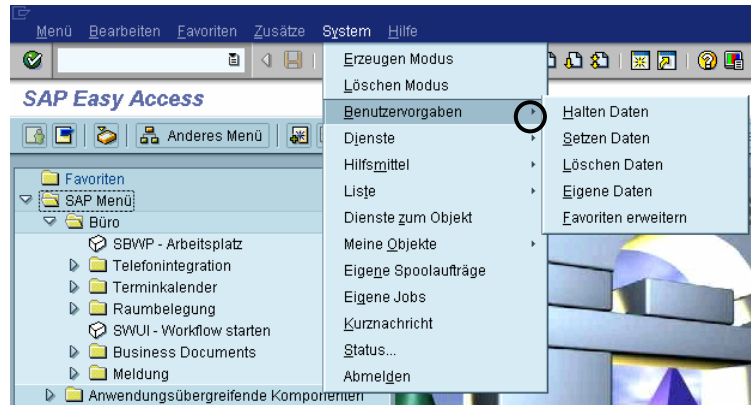 Menü Bearbeiten Favoriten Zusätze System Hilfe
SAP Easy Access
Anderes Menü
Favoriten
SAP Menü
Büro
SBWP - Arbeitsplatz
Telefonintegration
Terminkalender
Raumbelegung
SWUI - Workflow starten
Business Documents
Meldung
Anwendungsübergreifende Komponenten
Erzeugen Modus
Löschen Modus
Benutzervorgaben
Dienste
Hilfsmittel
Liste
Dienste zum Objekt
Meine Objekte
Eigene Spoolaufträge
Eigene Jobs
Kurznachricht
Status...
Abmelden
Halten Daten
Setzen Daten
Löschen Daten
Eigene Daten
Favoriten erweitern